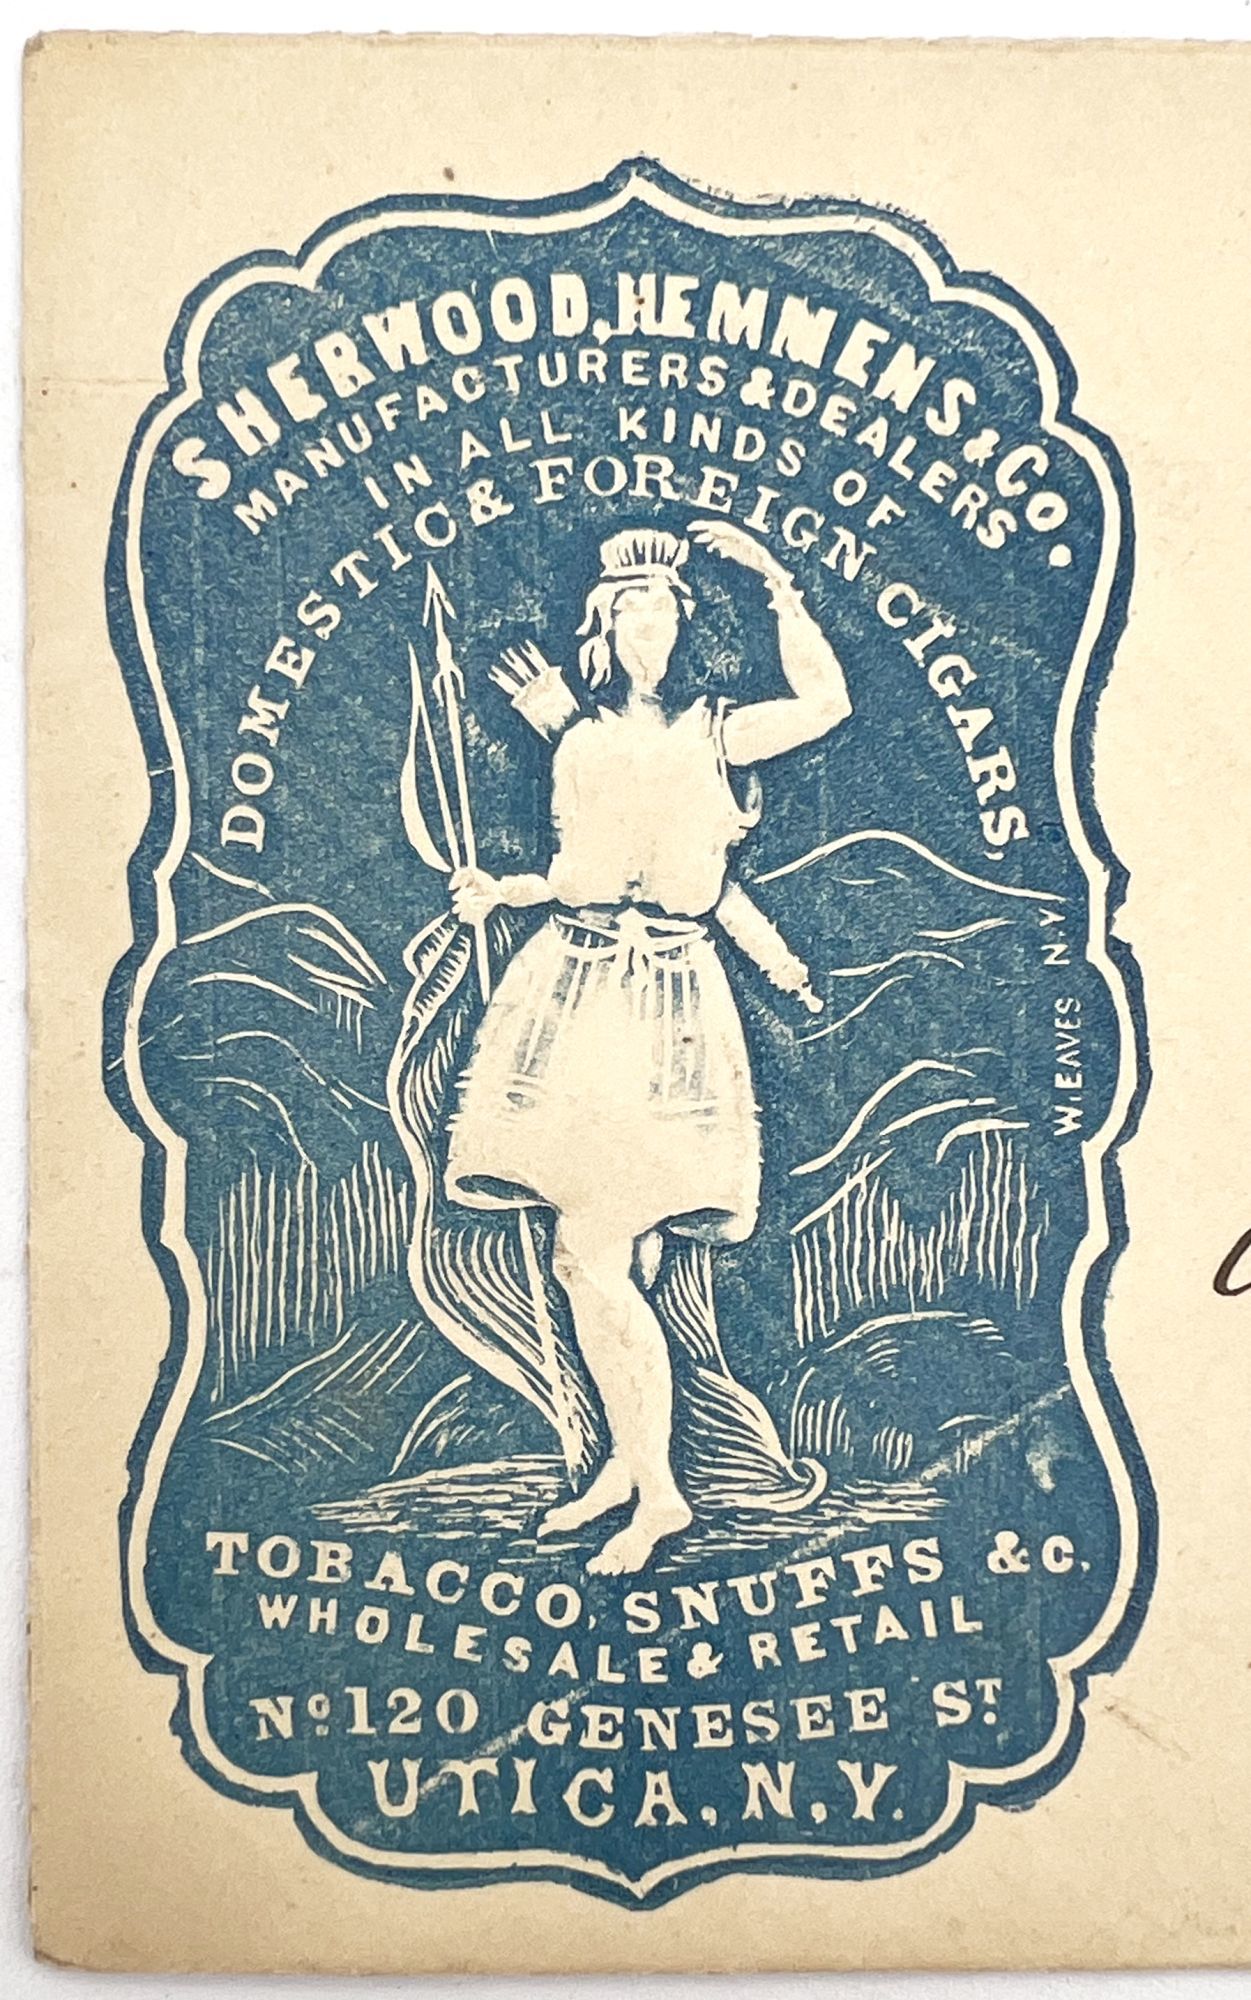 SHERWOOD, HEMMENS & CO.
MANUFACTURERS & DEALERS
IN ALL KINDS OF
DOMESTIC & FOREIGN CIGARS,
W. EAVES N.Y.
TOBACCO, SNUFFS &C.
WHOLESALE & RETAIL
No. 120 GENESEE ST.
UTICA, N.Y.